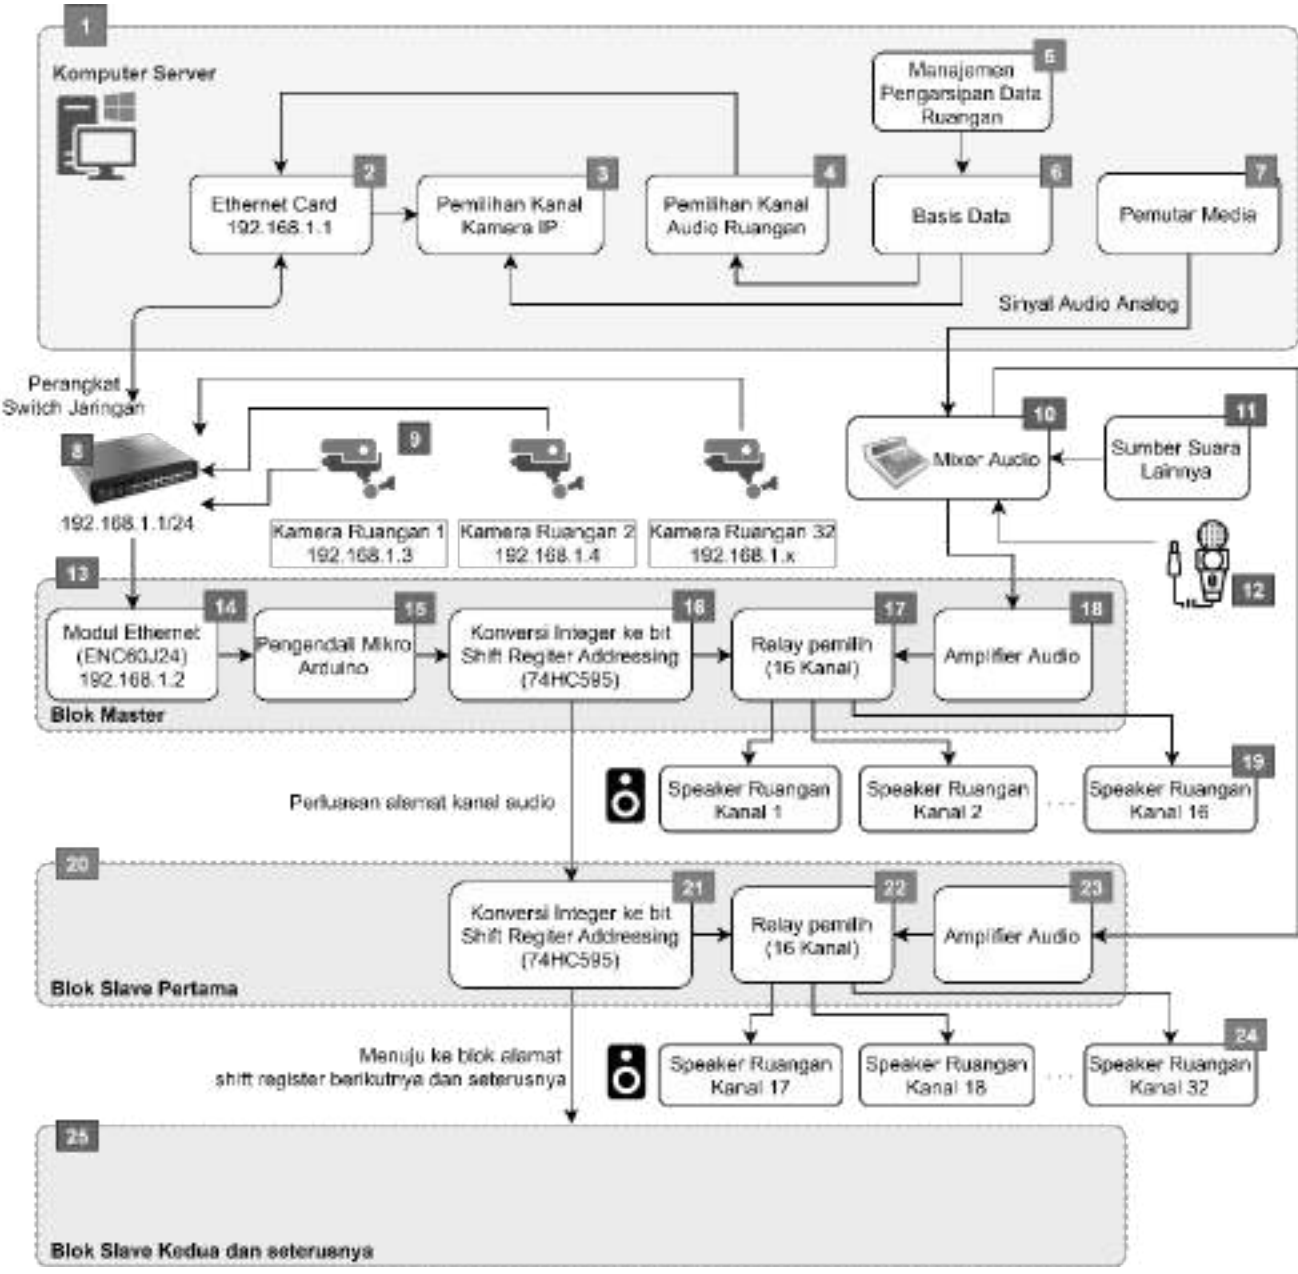 1
Komputer Server
5
Manajemen
Pengarsipan Data
Ruangan
2
Ethernet Card
192.168.1.1
3
Pemilihan Kanal
Kamera IP
4
Pemilihan Kanal
Audio Ruangan
6
Basis Data
7
Pemutar Media
Sinyal Audio Analog
Perangkat
Switch Jaringan
8
192.168.1.1/24
9
Kamera Ruangan 1
192.168.1.3
Kamera Ruangan 2
192.168.1.4
Kamera Ruangan 32
192.168.1.x
10
Mixer Audio
11
Sumber Suara
Lainnya
12
13
14
Modul Ethernet
(ENC60J24)
192.168.1.2
15
Pengendali Mikro
Arduino
16
Konversi Integer ke bit
Shift Regiter Addressing
(74HC595)
17
Relay pemilih
(16 Kanal)
18
Amplifier Audio
Blok Master
Perluasan alamat kanal audio
Speaker Ruangan
Kanal 1
Speaker Ruangan
Kanal 2
. . .
19
Speaker Ruangan
Kanal 16
20
21
Konversi Integer ke bit
Shift Regiter Addressing
(74HC595)
22
Relay pemilih
(16 Kanal)
23
Amplifier Audio
Blok Slave Pertama
Menuju ke blok alamat
shift register berikutnya dan seterusnya
Speaker Ruangan
Kanal 17
Speaker Ruangan
Kanal 18
. . .
24
Speaker Ruangan
Kanal 32
25
Blok Slave Kedua dan seterusnya